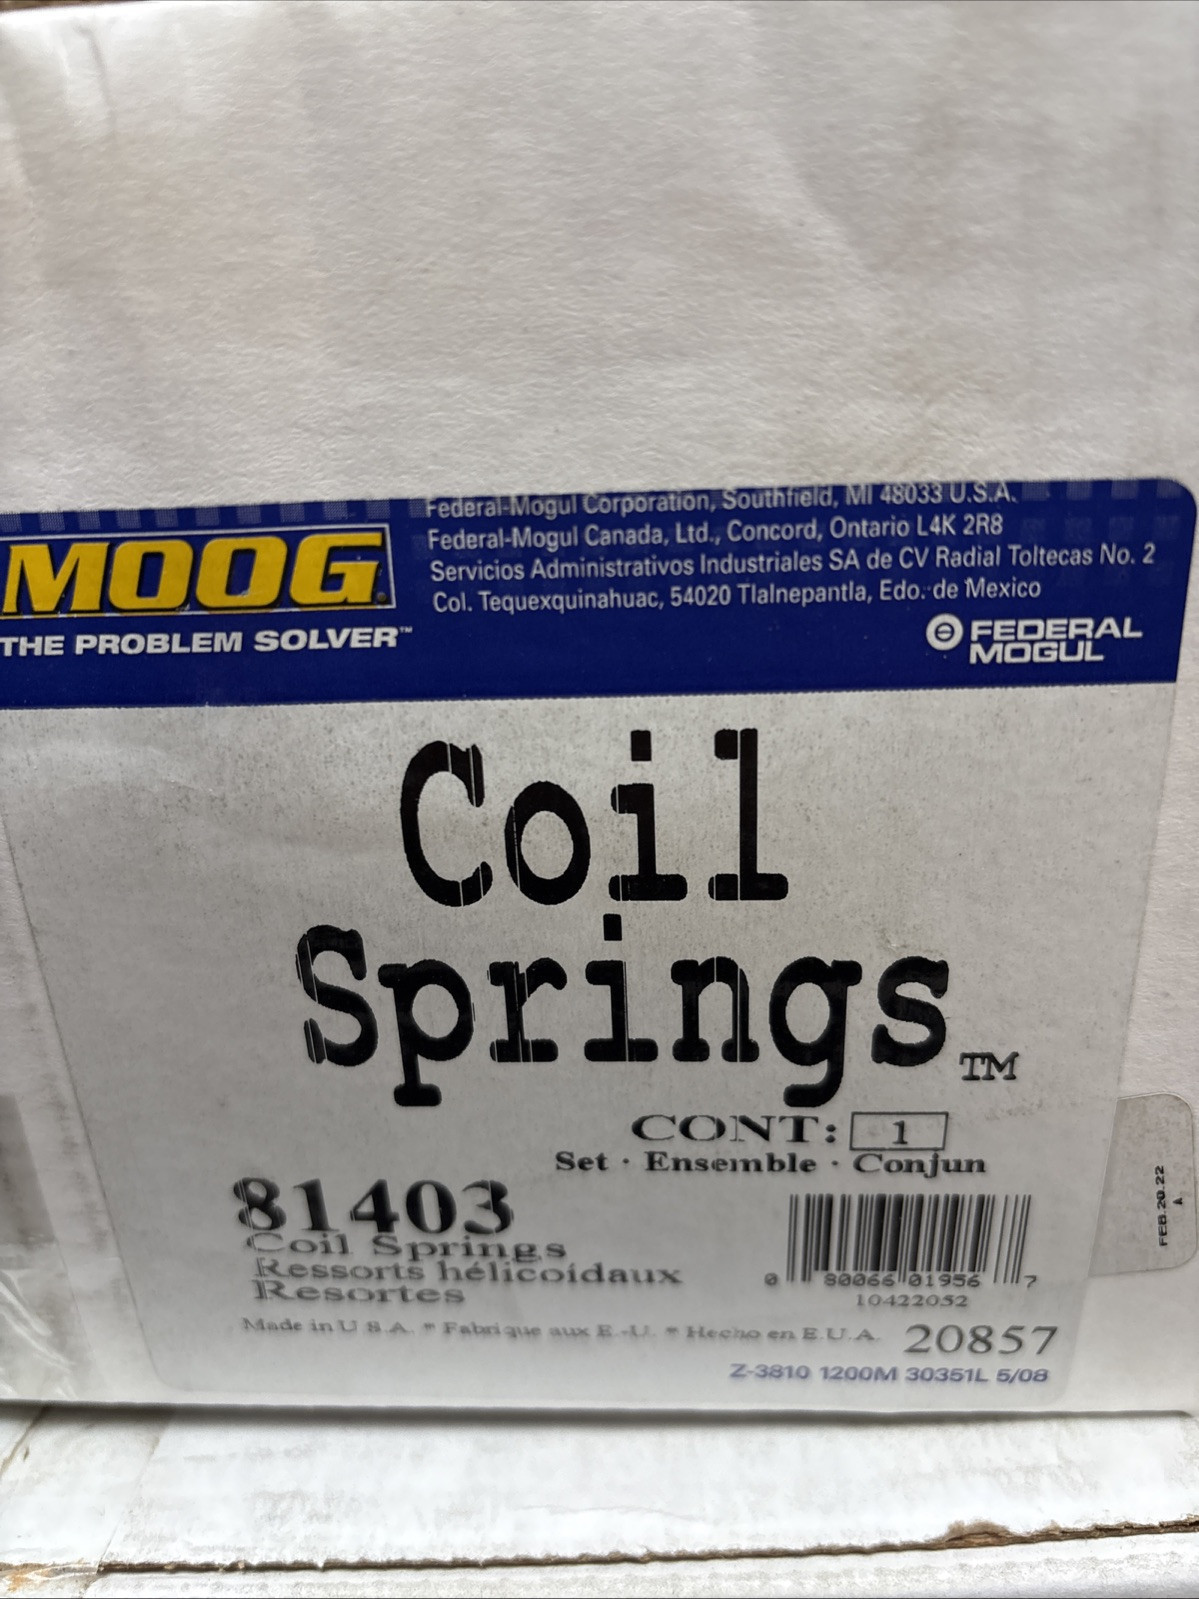 Federal-Mogul Corporation, Southfield, MI 48033 U.S.A.
Federal-Mogul Canada, Ltd., Concord, Ontario L4K 2R8
Servicios Administrativos Industriales SA de CV Radial Toltecas No. 2
Col. Tequexquinahuac, 54020 Tlalnepantla, Edo. de Mexico
MOOG
THE PROBLEM SOLVER™
FEDERAL
MOGUL
Coil
Springs TM
CONT: 1
Set · Ensemble · Conjun
81403
Coil Springs
Ressorts hélicoídaux
Resortes
0 80066 01956 7
10422052
Made in U S.A. * Fabrique aux E.-U. * Hecho en E.U.A.
20857
Z-3810 1200M 30351L 5/08
FEB.20.22
A